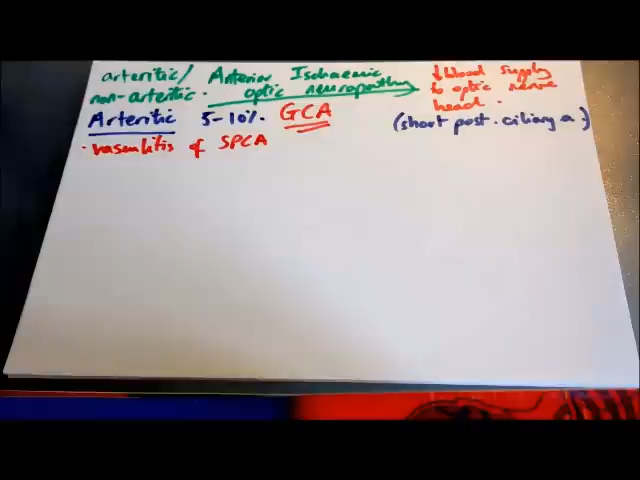 arteritic/
non-arteritic.
Anterior Ischaemic
optic neuropathy
↓blood supply
to optic nerve
head.
(short post. ciliary a.)
Arteritic 5-10%. GCA
· vasculitis of SPCA